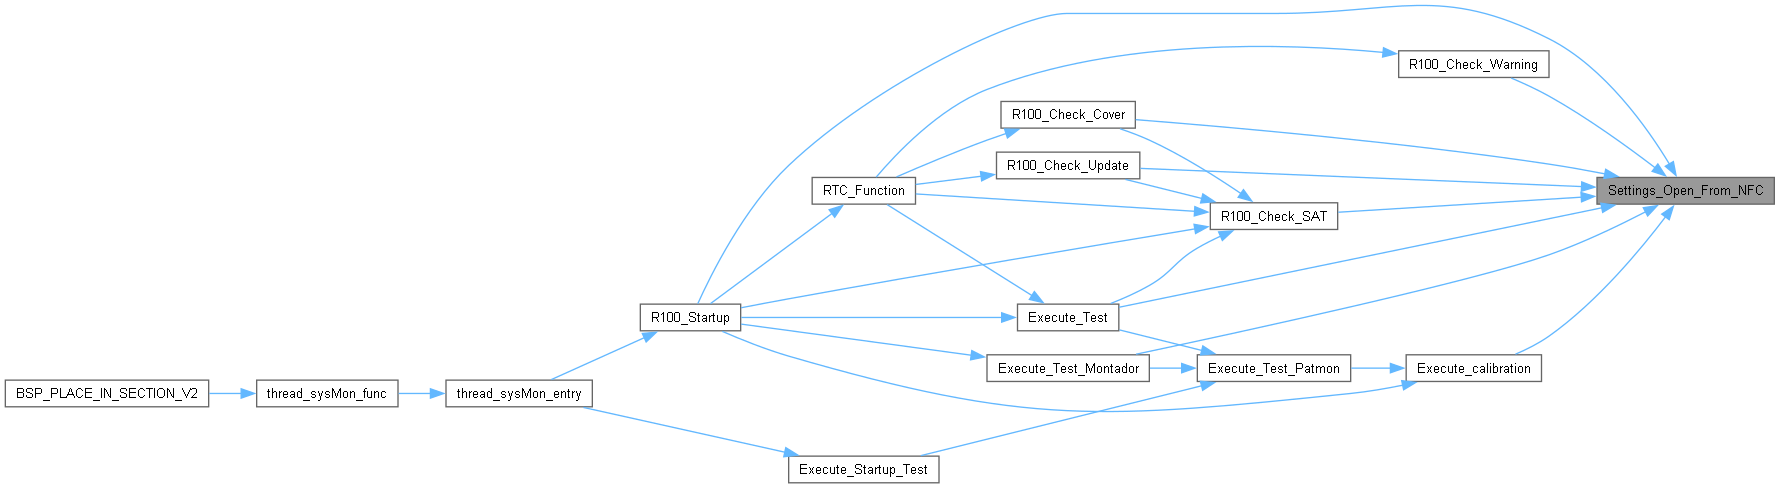 R100_Check_Warning
R100_Check_Cover
R100_Check_Update
RTC_Function
Settings_Open_From_NFC
R100_Check_SAT
R100_Startup
Execute_Test
Execute_Test_Montador
Execute_Test_Patmon
Execute_calibration
BSP_PLACE_IN_SECTION_V2
thread_sysMon_func
thread_sysMon_entry
Execute_Startup_Test